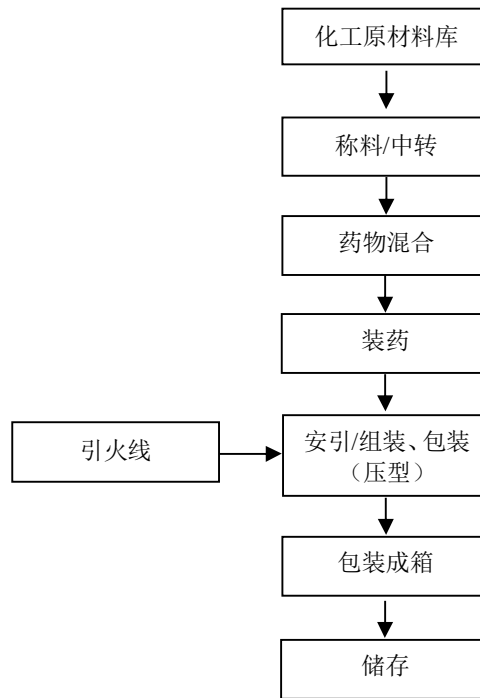 化工原材料库
称料/中转
药物混合
装药
引火线
安引/组装、包装
（压型）
包装成箱
储存